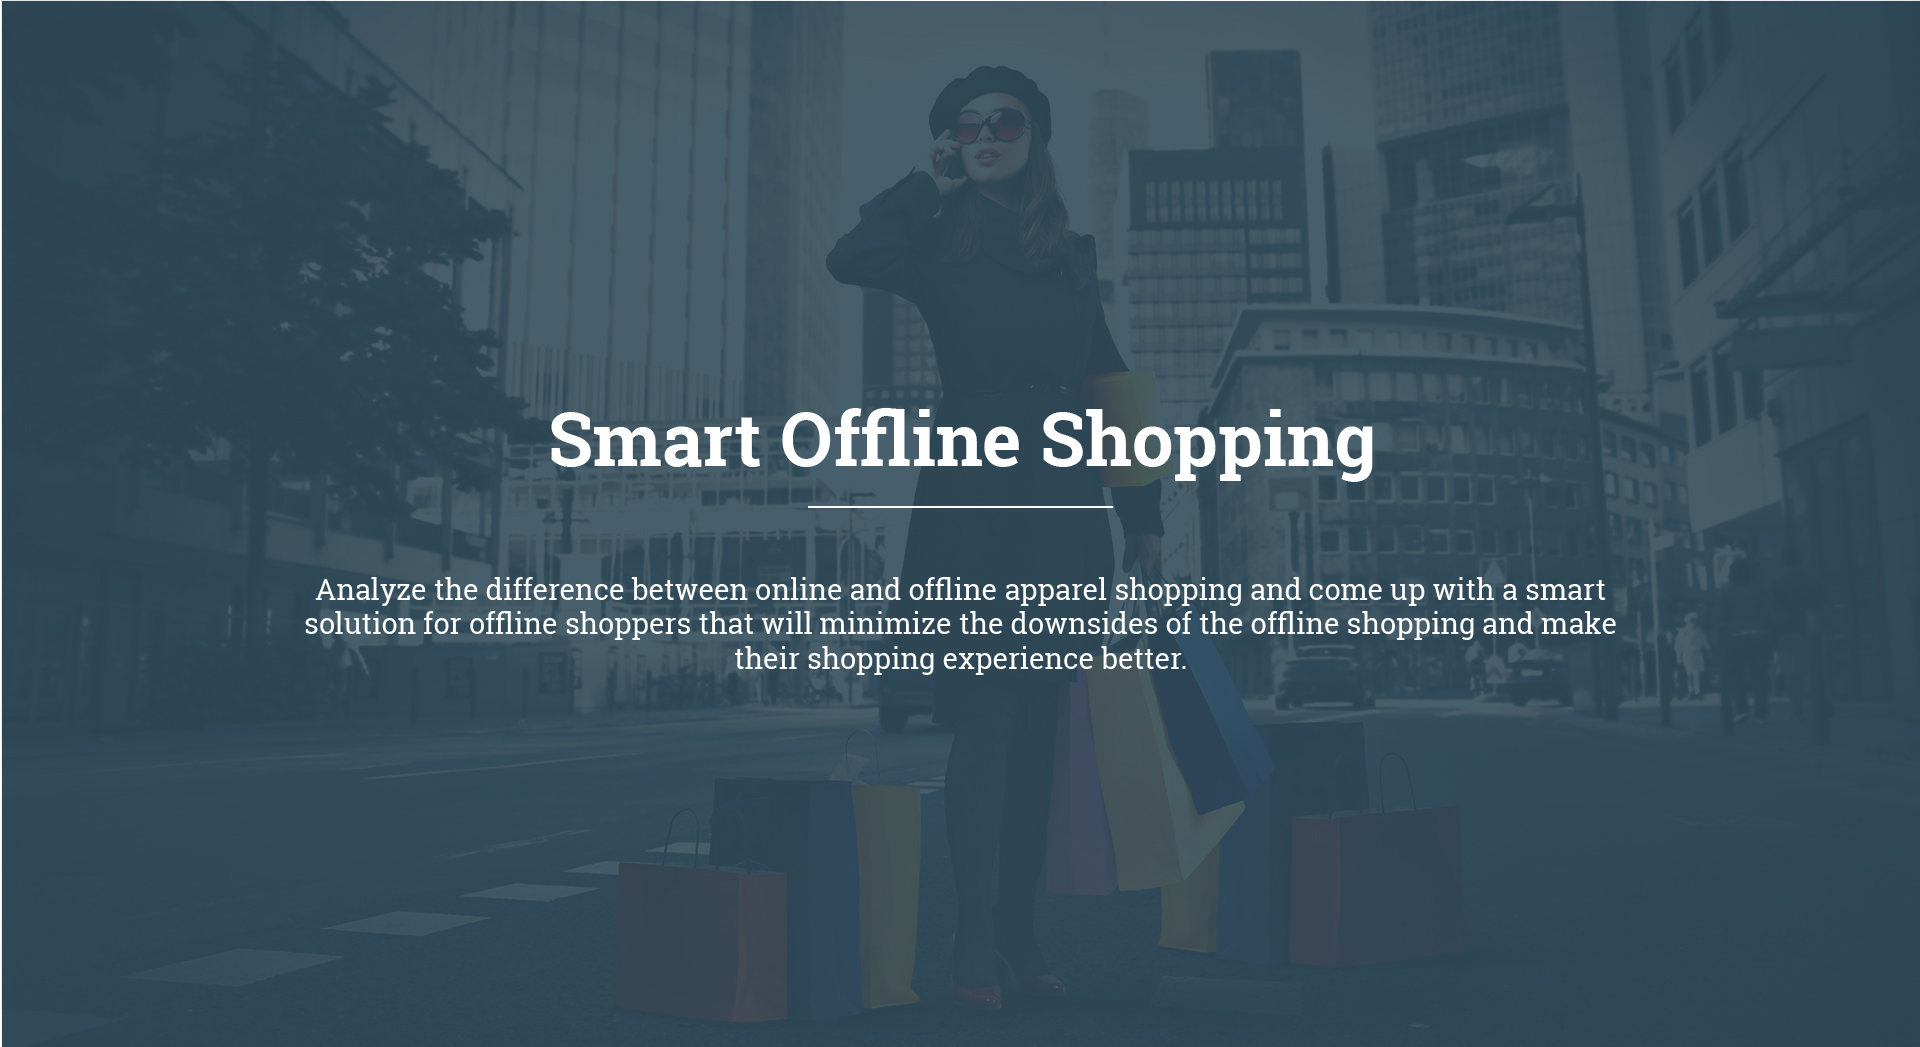 Smart Offline Shopping
Analyze the difference between online and offline apparel shopping and come up with a smart
solution for offline shoppers that will minimize the downsides of the offline shopping and make
their shopping experience better.